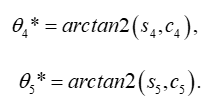 θ₄* = arctan2(s₄,c₄),
θ₅* = arctan2(s₅,c₅).